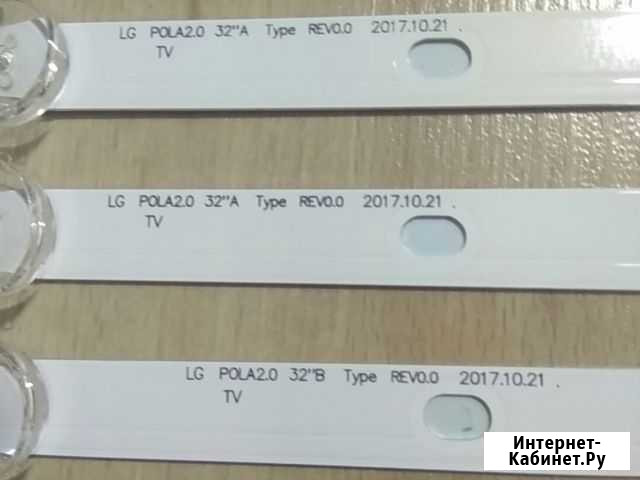 LG POLA2.0 32"A Type REV0.0 2017.10.21 .
TV
LG POLA2.0 32"A Type REV0.0 2017.10.21 .
TV
LG POLA2.0 32"B Type REV0.0 2017.10.21 .
TV
Интернет-
Кабинет.Ру